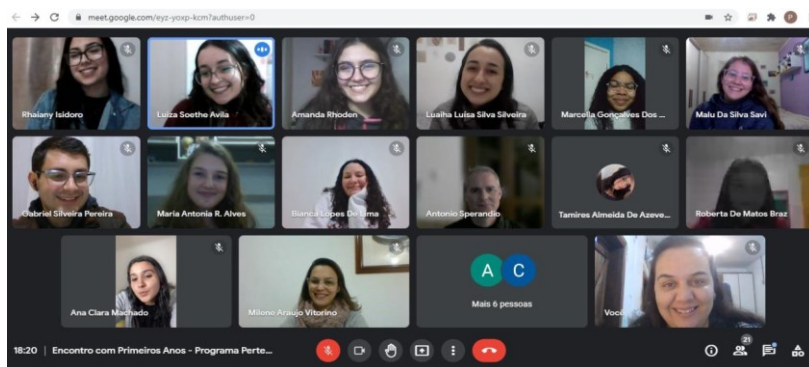 meet.google.com/eyz-yoxp-kcm?authuser=0
P
Rhaiany Isidoro
Luiza Soethe Avila
Amanda Rhoden
Luaiha Luisa Silva Silveira
Marcella Gonçalves Dos ...
Malu Da Silva Savi
Gabriel Silveira Pereira
Maria Antonia R. Alves
Bianca Lopes De Lima
Antonio Sperandio
Tamires Almeida De Azeve...
Roberta De Matos Braz
Ana Clara Machado
Milene Araujo Vitorino
A C
Mais 6 pessoas
Você
18:20 | Encontro com Primeiros Anos - Programa Perte...
21